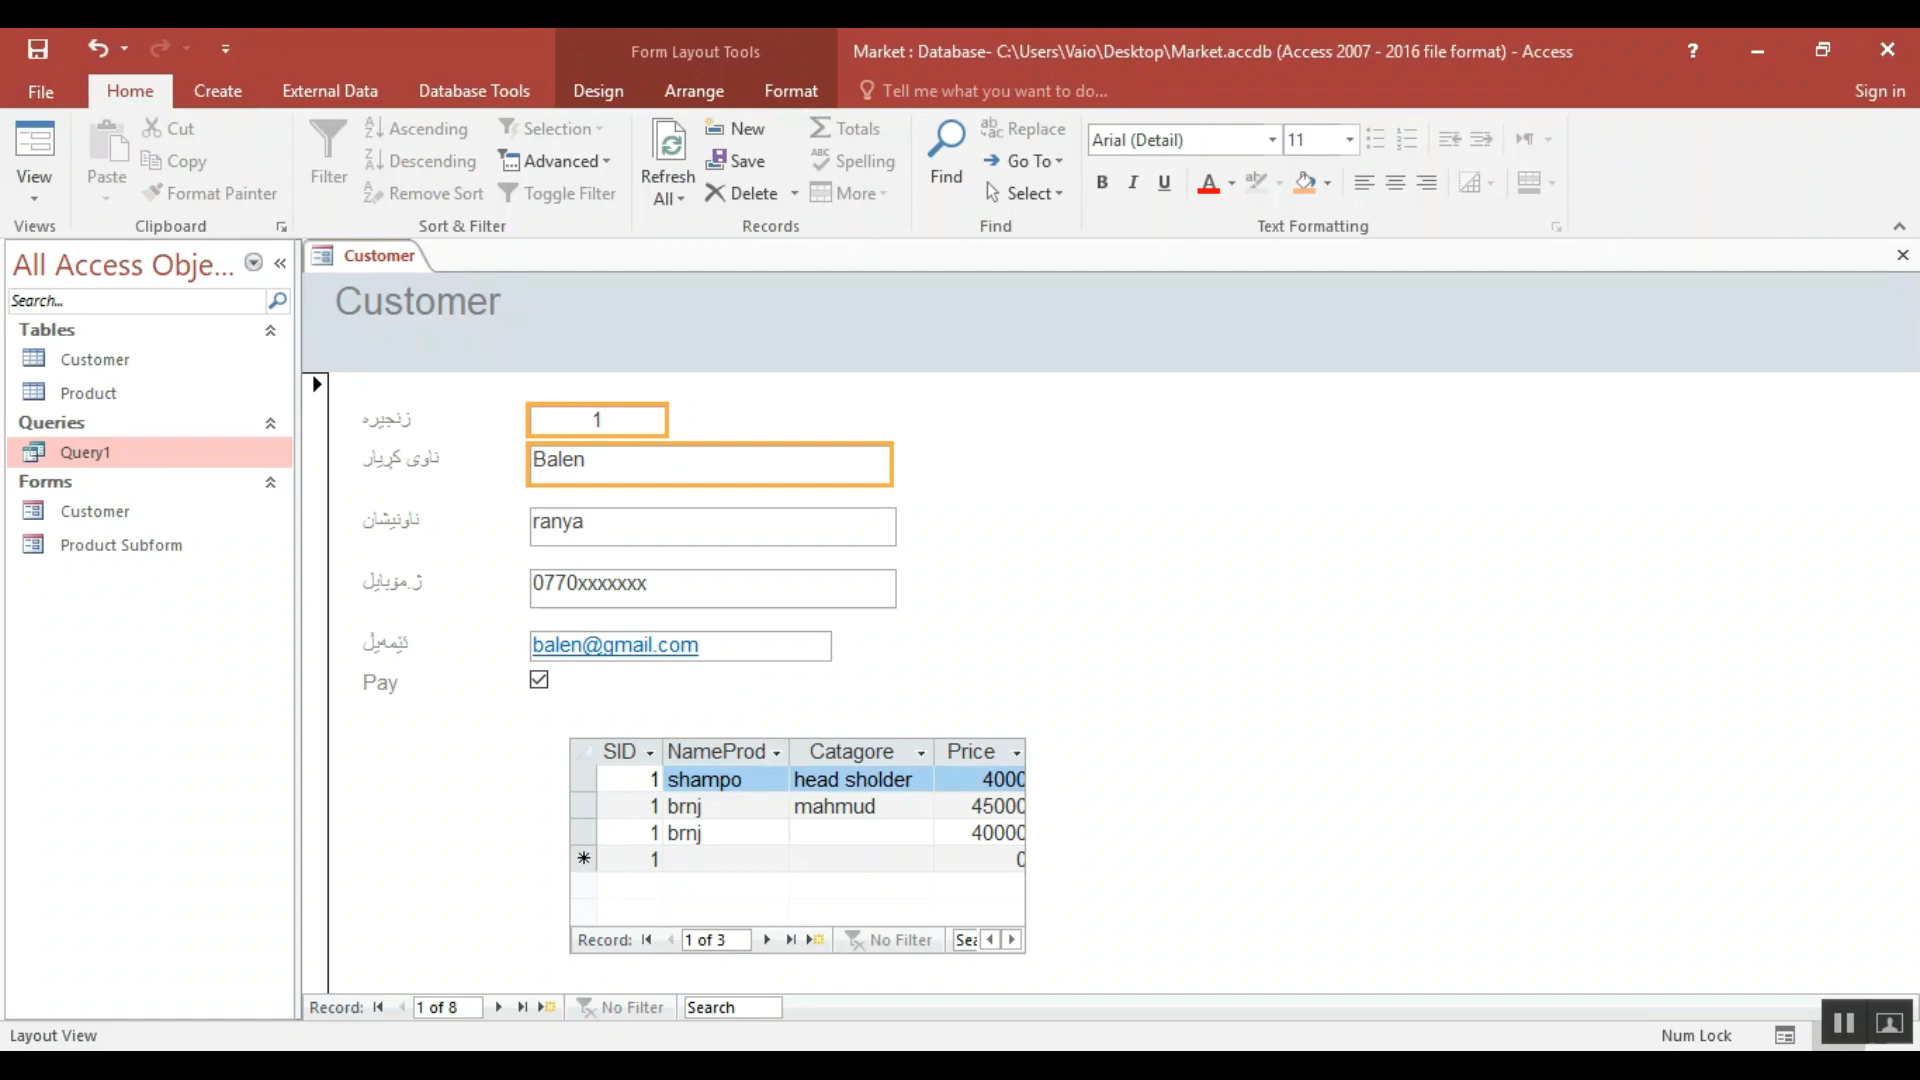 Form Layout Tools
Market : Database- C:\Users\Vaio\Desktop\Market.accdb (Access 2007 - 2016 file format) - Access
File Home Create External Data Database Tools Design Arrange Format Tell me what you want to do... Sign in
View
Views
Paste
Cut
Copy
Format Painter
Clipboard
Filter
Ascending
Descending
Remove Sort
Selection
Advanced
Toggle Filter
Sort & Filter
Refresh
All
New
Save
Delete
Totals
Spelling
More
Records
Find
Replace
Go To
Select
Find
Arial (Detail) 11
B I U A
Text Formatting
All Access Obje...
Search...
Tables
Customer
Product
Queries
Query1
Forms
Customer
Product Subform
Customer
Customer
زنجیره 1
ناوی کڕیار Balen
ناونیشان ranya
ژ.مۆبایل 0770xxxxxxx
ئێمەیل balen@gmail.com
Pay
SID NameProd Catagore Price
1 shampo head sholder 4000
1 brnj mahmud 45000
1 brnj 40000
1 0
Record: 1 of 3 No Filter Sea
Record: 1 of 8 No Filter Search
Layout View Num Lock